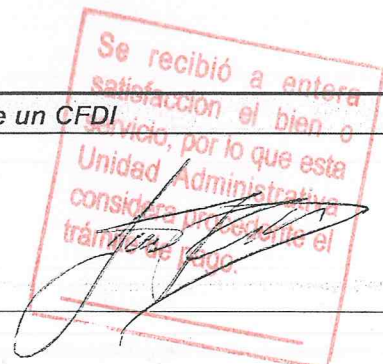 Se recibió a entera
satisfacción el bien o
e un CFDI
servicio, por lo que esta
Unidad Administrativa
considera procedente el
trámite de pago.